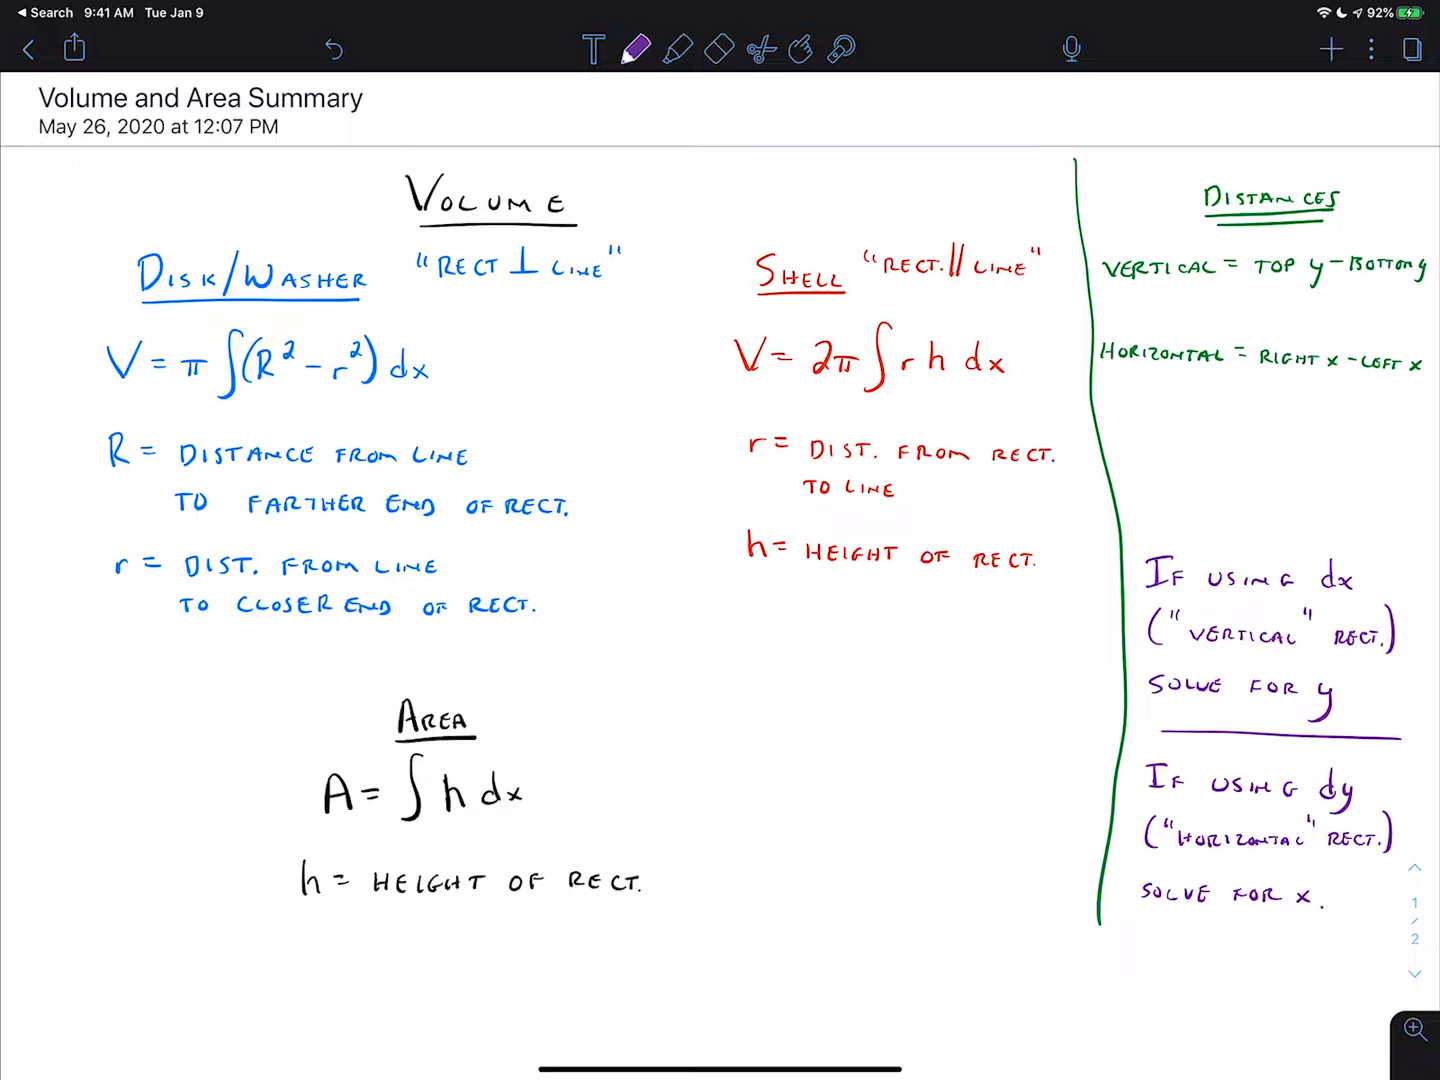 Search 9:41 AM Tue Jan 9 92%
Volume and Area Summary
May 26, 2020 at 12:07 PM
VOLUME
DISK/WASHER "RECT ⊥ LINE"
V = π ∫(R² - r²) dx
R = DISTANCE FROM LINE
TO FARTHER END OF RECT.
r = DIST. FROM LINE
TO CLOSER END OF RECT.
SHELL "RECT. // LINE"
V = 2π ∫ r h dx
r = DIST. FROM RECT.
TO LINE
h = HEIGHT OF RECT.
AREA
A = ∫ h dx
h = HEIGHT OF RECT.
DISTANCES
VERTICAL = TOP y - BOTTOM y
HORIZONTAL = RIGHT x - LEFT x
IF USING dx
("VERTICAL" RECT.)
SOLVE FOR y
IF USING dy
("HORIZONTAL" RECT.)
SOLVE FOR x.
1
/
2